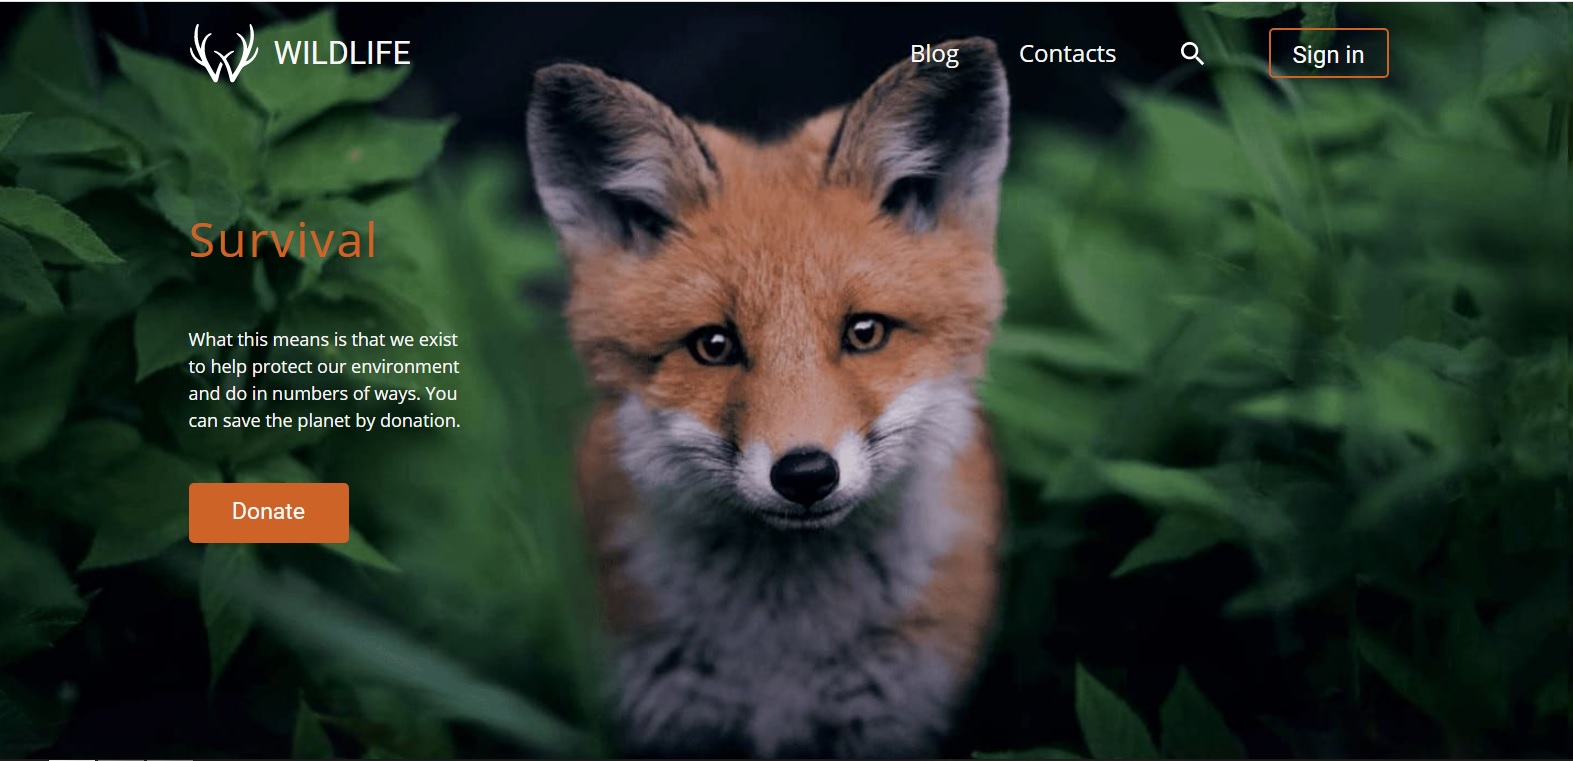 WILDLIFE
Blog
Contacts
Sign in
Survival
What this means is that we exist
to help protect our environment
and do in numbers of ways. You
can save the planet by donation.
Donate